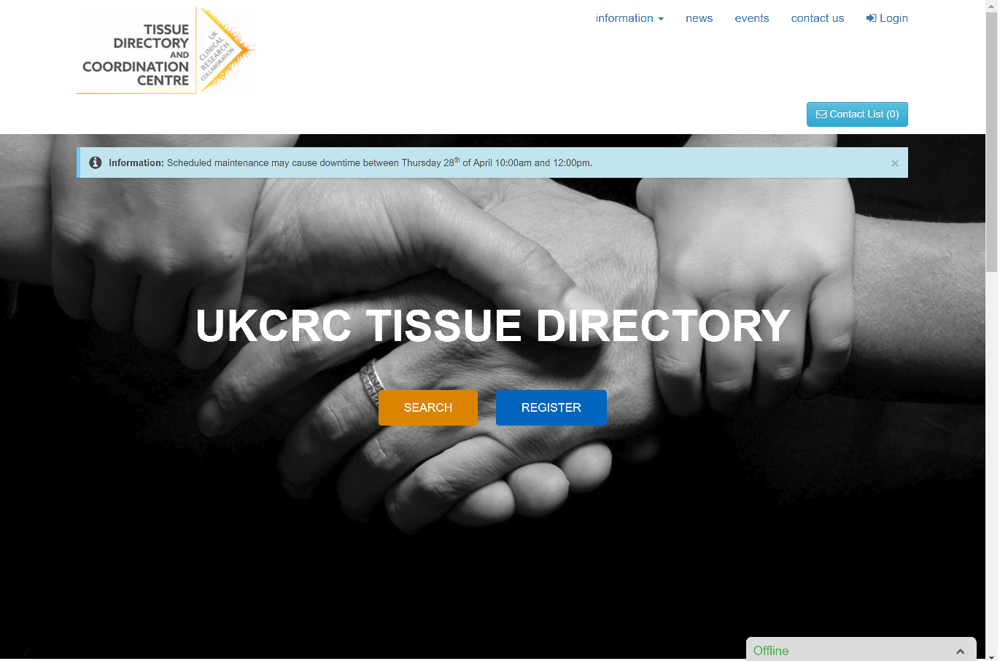 TISSUE
DIRECTORY
AND
COORDINATION
CENTRE
UK
CLINICAL
RESEARCH
COLLABORATION
information
news
events
contact us
Login
Contact List (0)
Information: Scheduled maintenance may cause downtime between Thursday 28th of April 10:00am and 12:00pm.
×
UKCRC TISSUE DIRECTORY
SEARCH
REGISTER
Offline